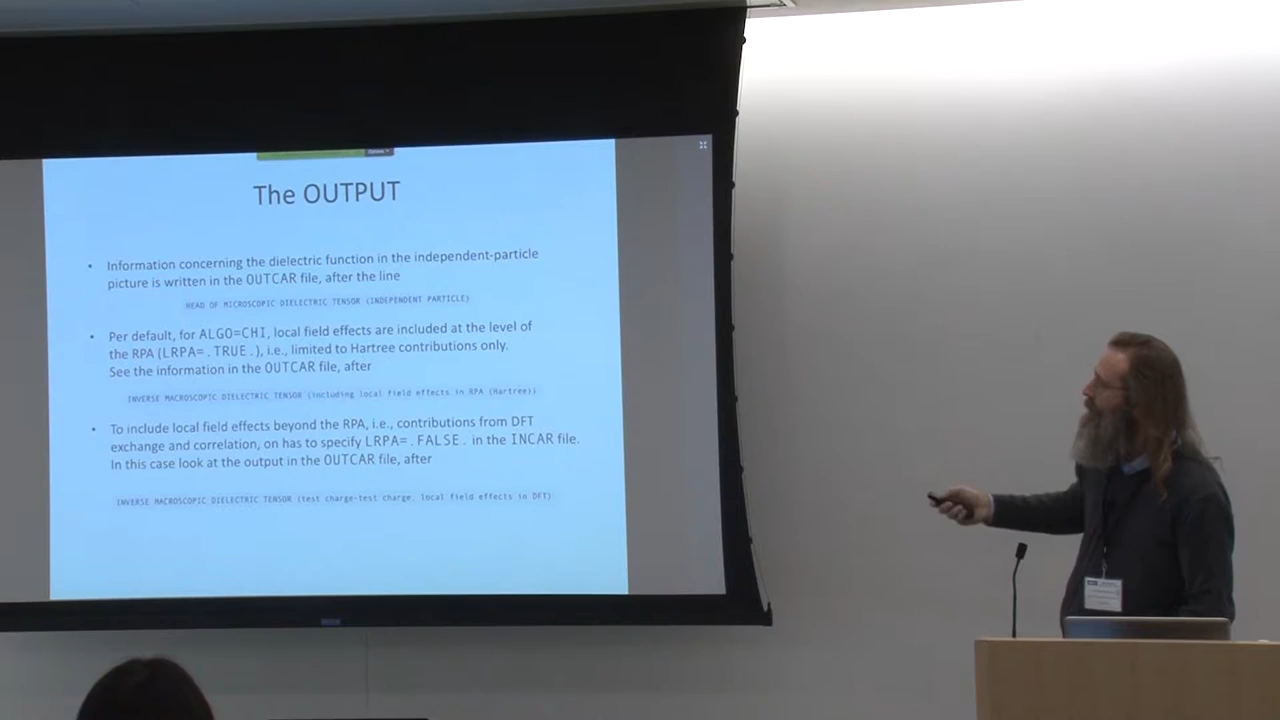 Options
The OUTPUT
• Information concerning the dielectric function in the independent-particle
picture is written in the OUTCAR file, after the line
HEAD OF MICROSCOPIC DIELECTRIC TENSOR (INDEPENDENT PARTICLE)
• Per default, for ALGO=CHI, local field effects are included at the level of
the RPA (LRPA=.TRUE.), i.e., limited to Hartree contributions only.
See the information in the OUTCAR file, after
INVERSE MACROSCOPIC DIELECTRIC TENSOR (including local field effects in RPA (Hartree))
• To include local field effects beyond the RPA, i.e., contributions from DFT
exchange and correlation, on has to specify LRPA=.FALSE. in the INCAR file.
In this case look at the output in the OUTCAR file, after
INVERSE MACROSCOPIC DIELECTRIC TENSOR (test charge-test charge, local field effects in DFT)